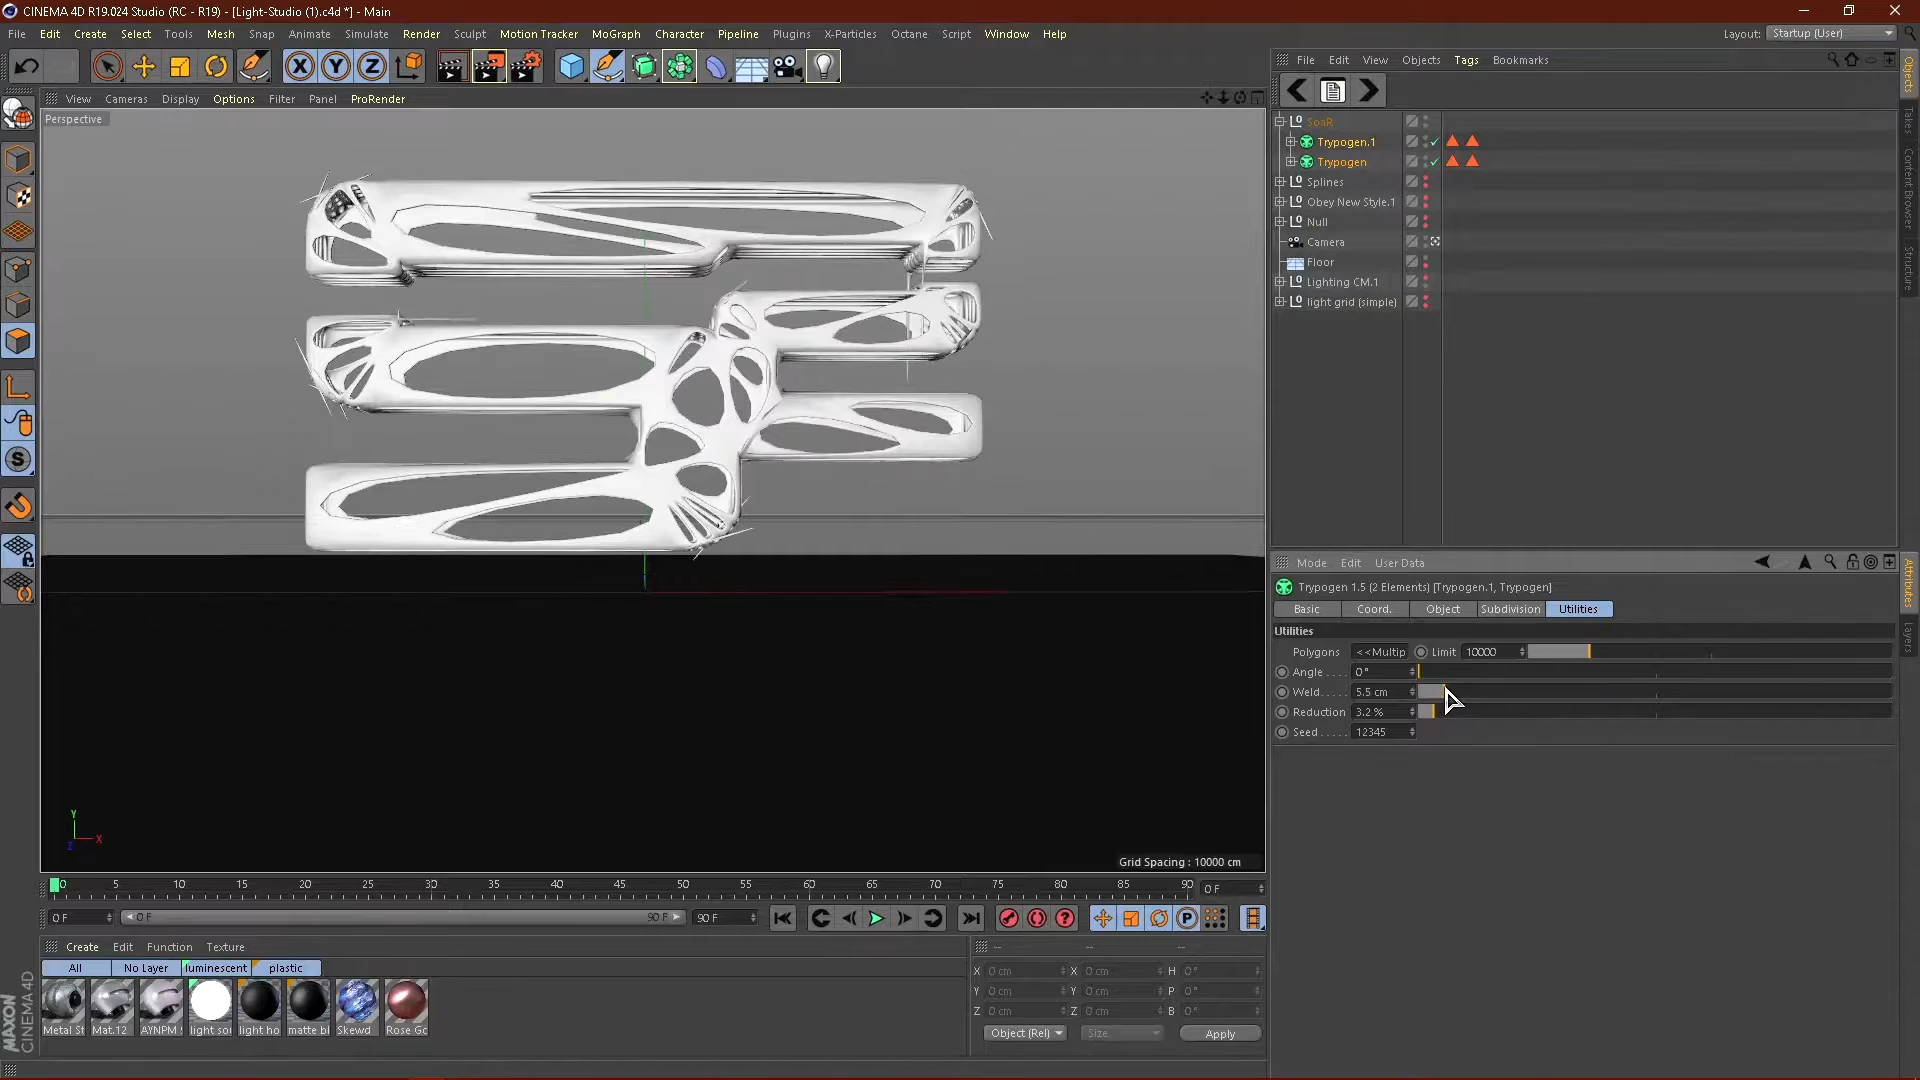 CINEMA 4D R19.024 Studio (RC - R19) - [Light-Studio (1).c4d *] - Main
File Edit Create Select Tools Mesh Snap Animate Simulate Render Sculpt Motion Tracker MoGraph Character Pipeline Plugins X-Particles Octane Script Window Help
Layout: Startup (User)
X Y Z
View Cameras Display Options Filter Panel ProRender
Perspective
Grid Spacing : 10000 cm
Y
X
Z
S
File Edit View Objects Tags Bookmarks
SoaR
Trypogen.1
Trypogen
Splines
Obey New Style.1
Null
Camera
Floor
Lighting CM.1
light grid (simple)
Objects
Takes
Content Browser
Structure
Mode Edit User Data
Trypogen 1.5 (2 Elements) [Trypogen.1, Trypogen]
Basic Coord. Object Subdivision Utilities
Utilities
Polygons <<Multip Limit 10000
Angle . . . . 0 °
Weld. . . . . 5.5 cm
Reduction 3.2 %
Seed . . . . . 12345
Attributes
Layers
0 5 10 15 20 25 30 35 40 45 50 55 60 65 70 75 80 85 90 0 F
0 F 0 F 90 F 90 F
P
Create Edit Function Texture
All No Layer luminescent plastic
Metal St Mat.12 AYNPM light so light ho matte bl Skewd Rose Gc
-- -- --
X 0 cm X 0 cm H 0 °
Y 0 cm Y 0 cm P 0 °
Z 0 cm Z 0 cm B 0 °
Object (Rel) Size Apply
MAXON
CINEMA 4D